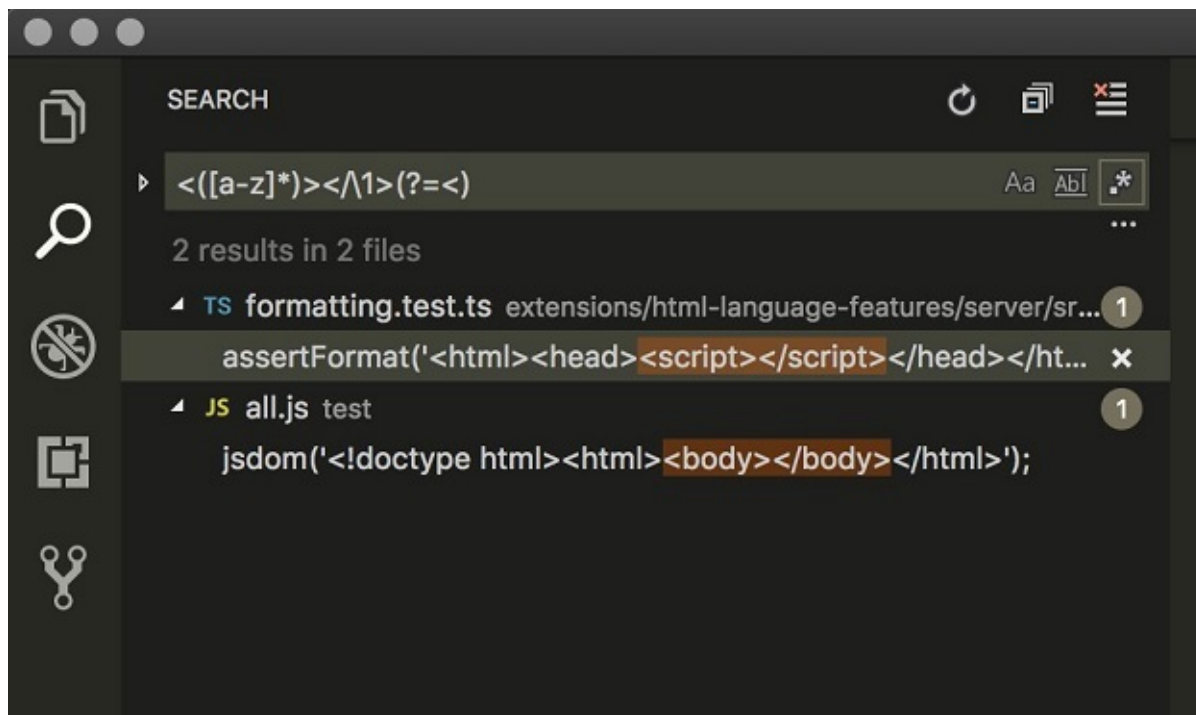 SEARCH
<([a-z]*)></\1>(?=<) Aa Abl .*
...
2 results in 2 files
TS formatting.test.ts extensions/html-language-features/server/sr... 1
assertFormat('<html><head><script></script></head></ht...
JS all.js test 1
jsdom('<!doctype html><html><body></body></html>');